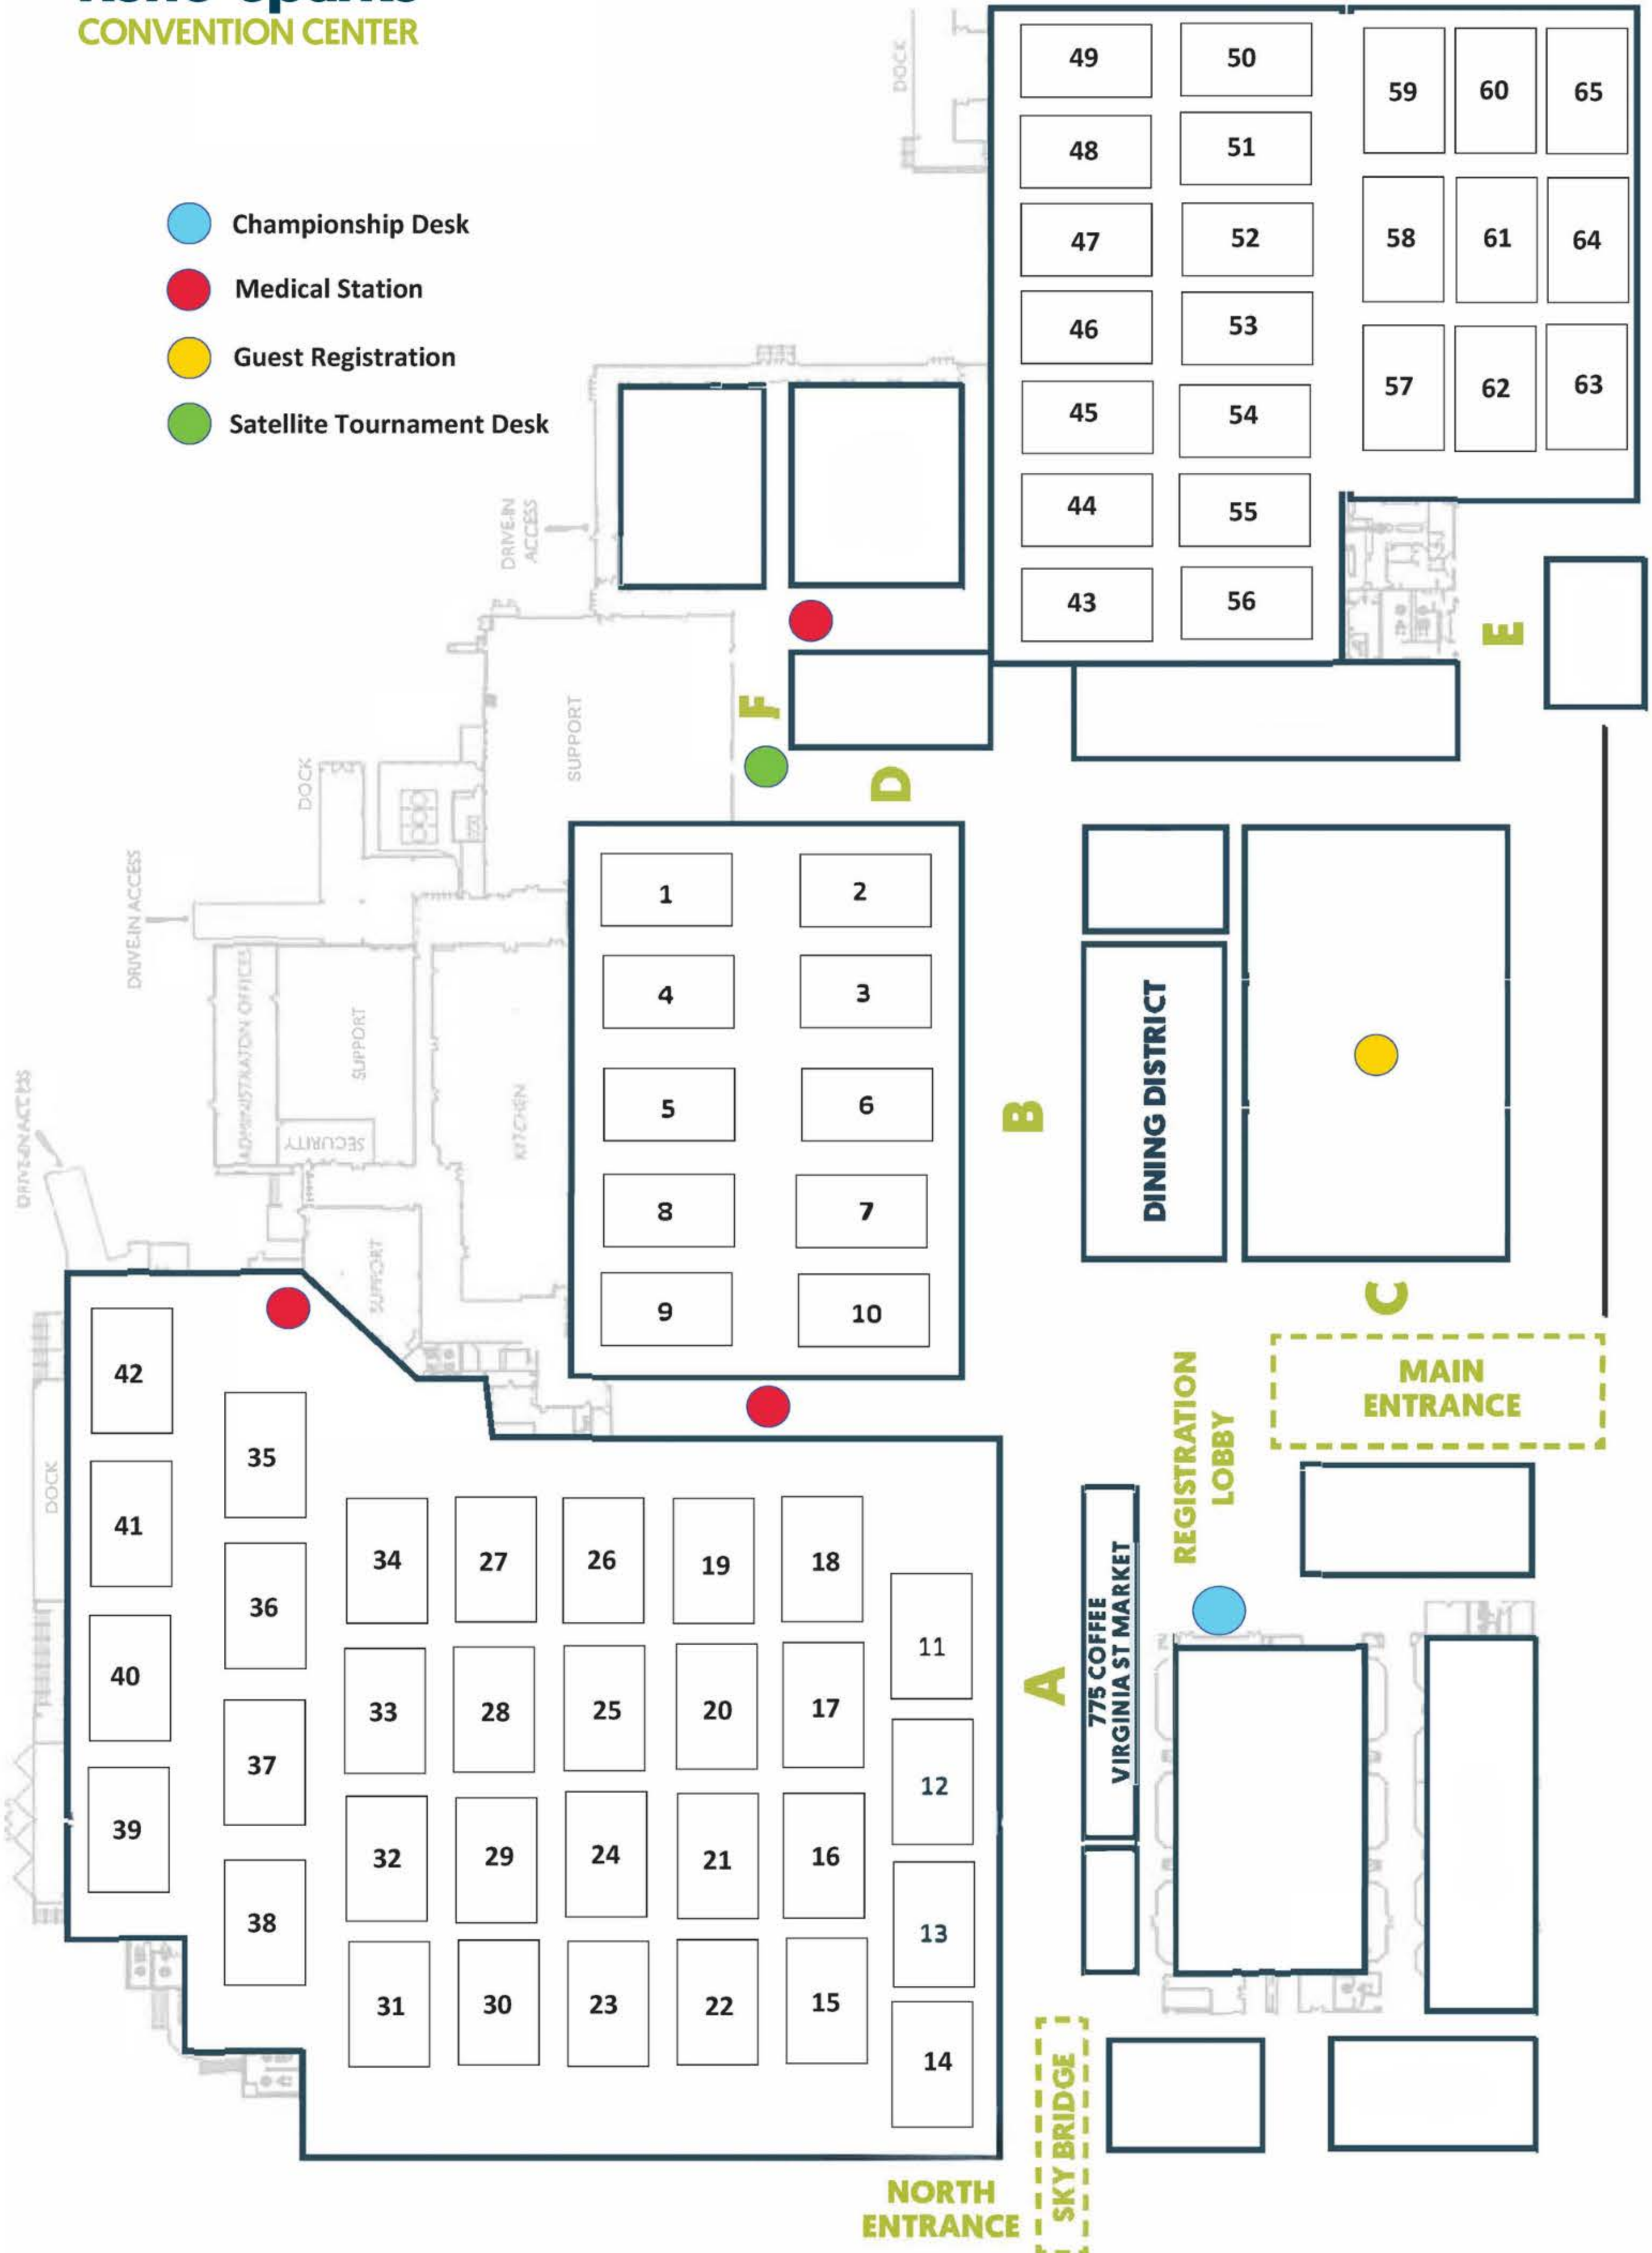 CONVENTION CENTER
Championship Desk
Medical Station
Guest Registration
Satellite Tournament Desk
DOCK
49 50 59 60 65
48 51
47 52 58 61 64
46 53
45 54 57 62 63
44 55
43 56
DRIVE-IN
ACCESS
E
SUPPORT
F
D
DOCK
DRIVE-IN ACCESS
1 2
4 3
5 6
8 7
9 10
ADMINISTRATION OFFICES
SUPPORT
SECURITY
KITCHEN
SUPPORT
DRIVE-IN ACCESS
B
DINING DISTRICT
C
MAIN
ENTRANCE
REGISTRATION
LOBBY
DOCK
42
35
41
34 27 26 19 18
36
11
40
33 28 25 20 17
37
12
39
32 29 24 21 16
38
13
31 30 23 22 15
14
A
775 COFFEE
VIRGINIA ST MARKET
SKY BRIDGE
NORTH
ENTRANCE